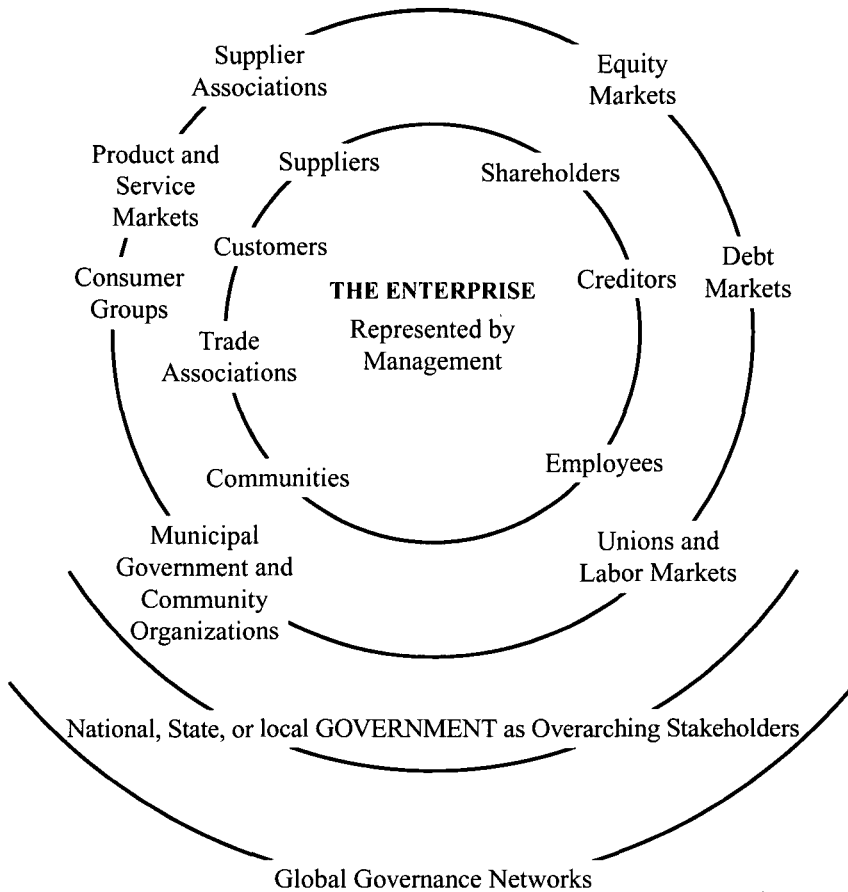 Supplier
Associations
Equity
Markets
Product and
Service
Markets
Suppliers
Shareholders
Customers
Consumer
Groups
THE ENTERPRISE
Represented by
Management
Creditors
Debt
Markets
Trade
Associations
Communities
Employees
Municipal
Government and
Community
Organizations
Unions and
Labor Markets
National, State, or local GOVERNMENT as Overarching Stakeholders
Global Governance Networks